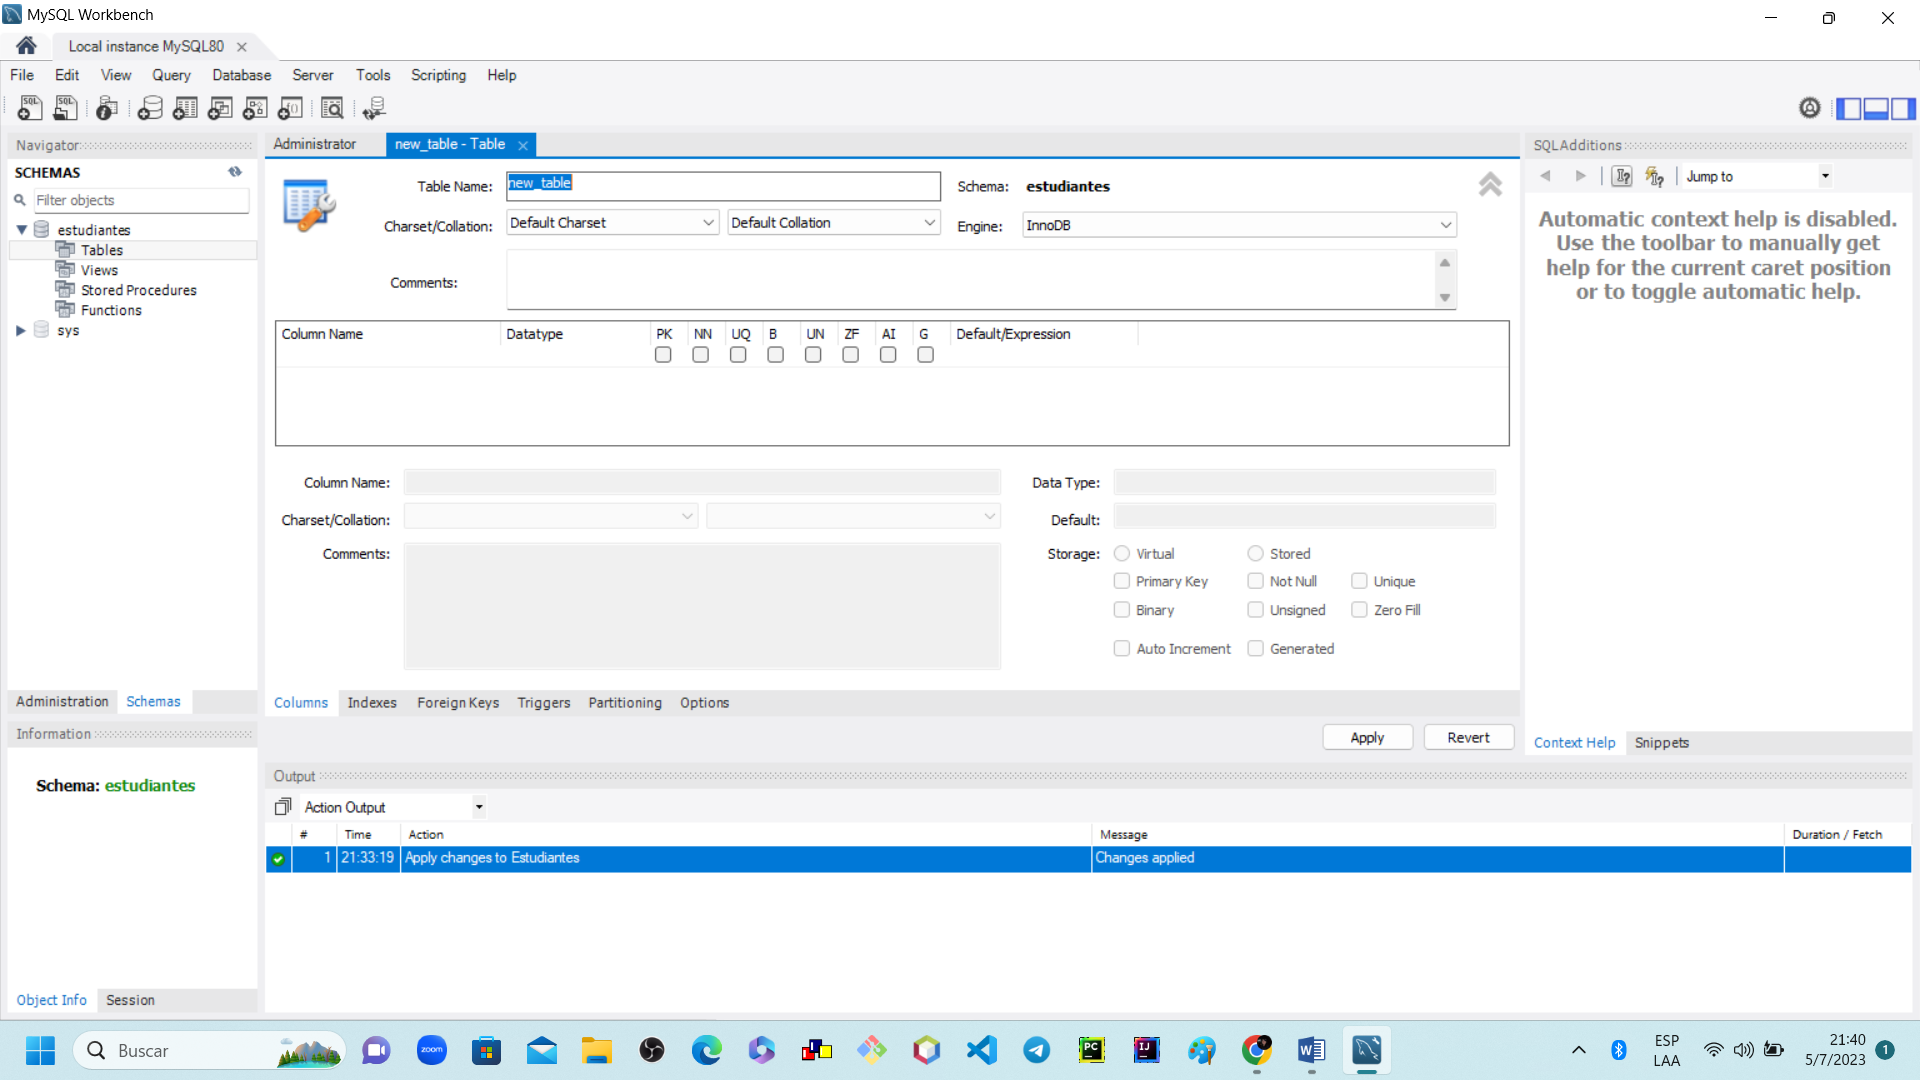 MySQL Workbench
Local instance MySQL80
File Edit View Query Database Server Tools Scripting Help
Navigator
SCHEMAS
Filter objects
estudiantes
Tables
Views
Stored Procedures
Functions
sys
Administration Schemas
Information
Schema: estudiantes
Object Info Session
Administrator new_table - Table
Table Name: new_table Schema: estudiantes
Charset/Collation: Default Charset Default Collation Engine: InnoDB
Comments:
Column Name Datatype PK NN UQ B UN ZF AI G Default/Expression
Column Name: Data Type:
Charset/Collation: Default:
Comments: Storage: Virtual Stored
Primary Key Not Null Unique
Binary Unsigned Zero Fill
Auto Increment Generated
Columns Indexes Foreign Keys Triggers Partitioning Options
Apply Revert
Output
Action Output
# Time Action Message Duration / Fetch
1 21:33:19 Apply changes to Estudiantes Changes applied
SQLAdditions
Jump to
Automatic context help is disabled.
Use the toolbar to manually get
help for the current caret position
or to toggle automatic help.
Context Help Snippets
Buscar
zoom
PC
IJ
ESP
LAA
21:40
5/7/2023
1